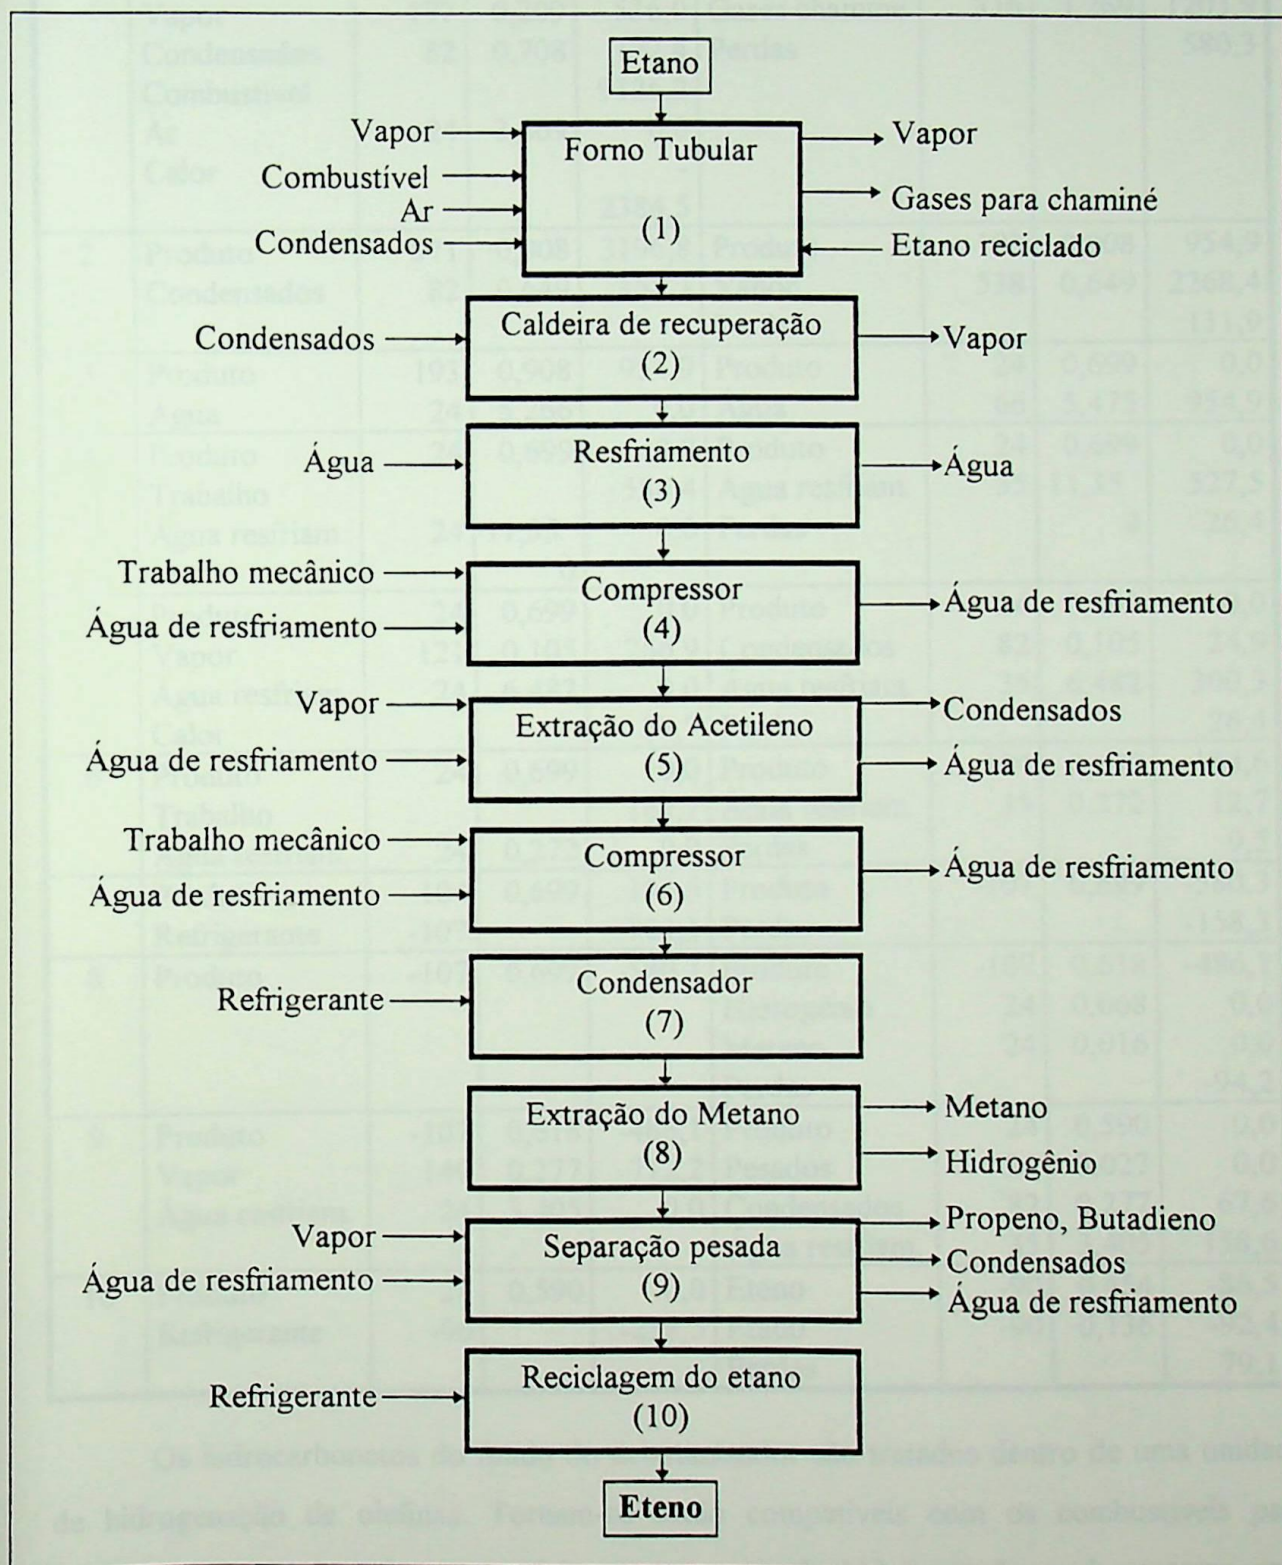 Etano
Vapor
Combustível
Ar
Condensados
Forno Tubular
(1)
Vapor
Gases para chaminé
Etano reciclado
Condensados
Caldeira de recuperação
(2)
Vapor
Água
Resfriamento
(3)
Água
Trabalho mecânico
Água de resfriamento
Compressor
(4)
Água de resfriamento
Vapor
Água de resfriamento
Extração do Acetileno
(5)
Condensados
Água de resfriamento
Trabalho mecânico
Água de resfriamento
Compressor
(6)
Água de resfriamento
Refrigerante
Condensador
(7)
Extração do Metano
(8)
Metano
Hidrogênio
Vapor
Água de resfriamento
Separação pesada
(9)
Propeno, Butadieno
Condensados
Água de resfriamento
Refrigerante
Reciclagem do etano
(10)
Eteno